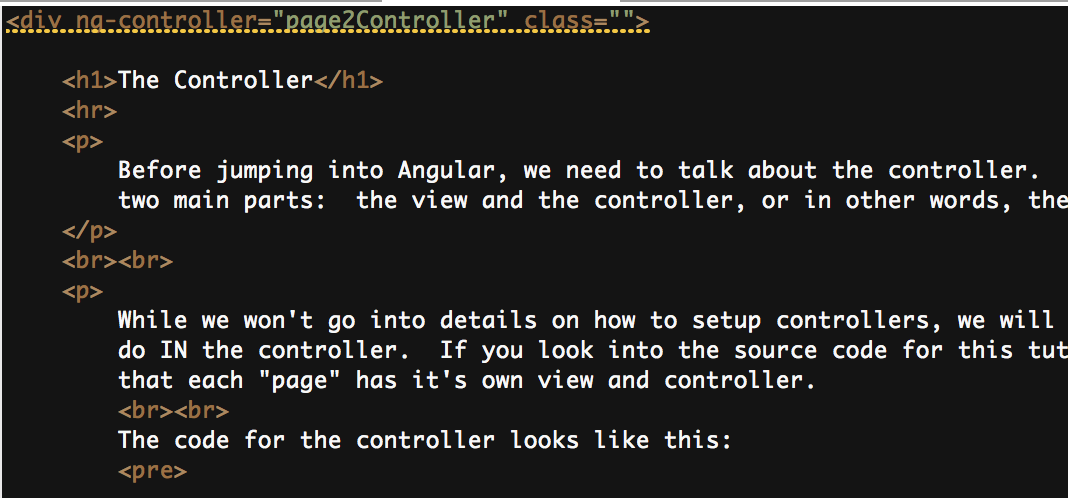 <div ng-controller="page2Controller" class="">
<h1>The Controller</h1>
<hr>
<p>
Before jumping into Angular, we need to talk about the controller.
two main parts:  the view and the controller, or in other words, the
</p>
<br><br>
<p>
While we won't go into details on how to setup controllers, we will
do IN the controller.  If you look into the source code for this tut
that each "page" has it's own view and controller.
<br><br>
The code for the controller looks like this:
<pre>